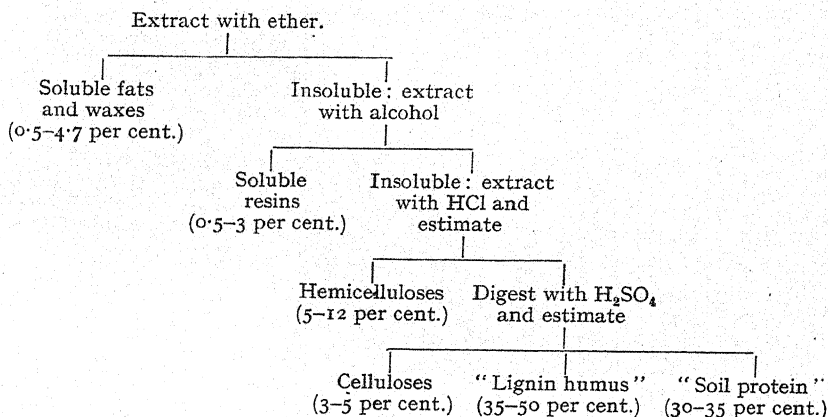 Extract with ether.
Soluble fats
and waxes
(0·5–4·7 per cent.)
Insoluble: extract
with alcohol
Soluble
resins
(0·5–3 per cent.)
Insoluble: extract
with HCl and
estimate
Hemicelluloses
(5–12 per cent.)
Digest with H₂SO₄
and estimate
Celluloses
(3–5 per cent.)
“Lignin humus”
(35–50 per cent.)
“Soil protein”
(30–35 per cent.)